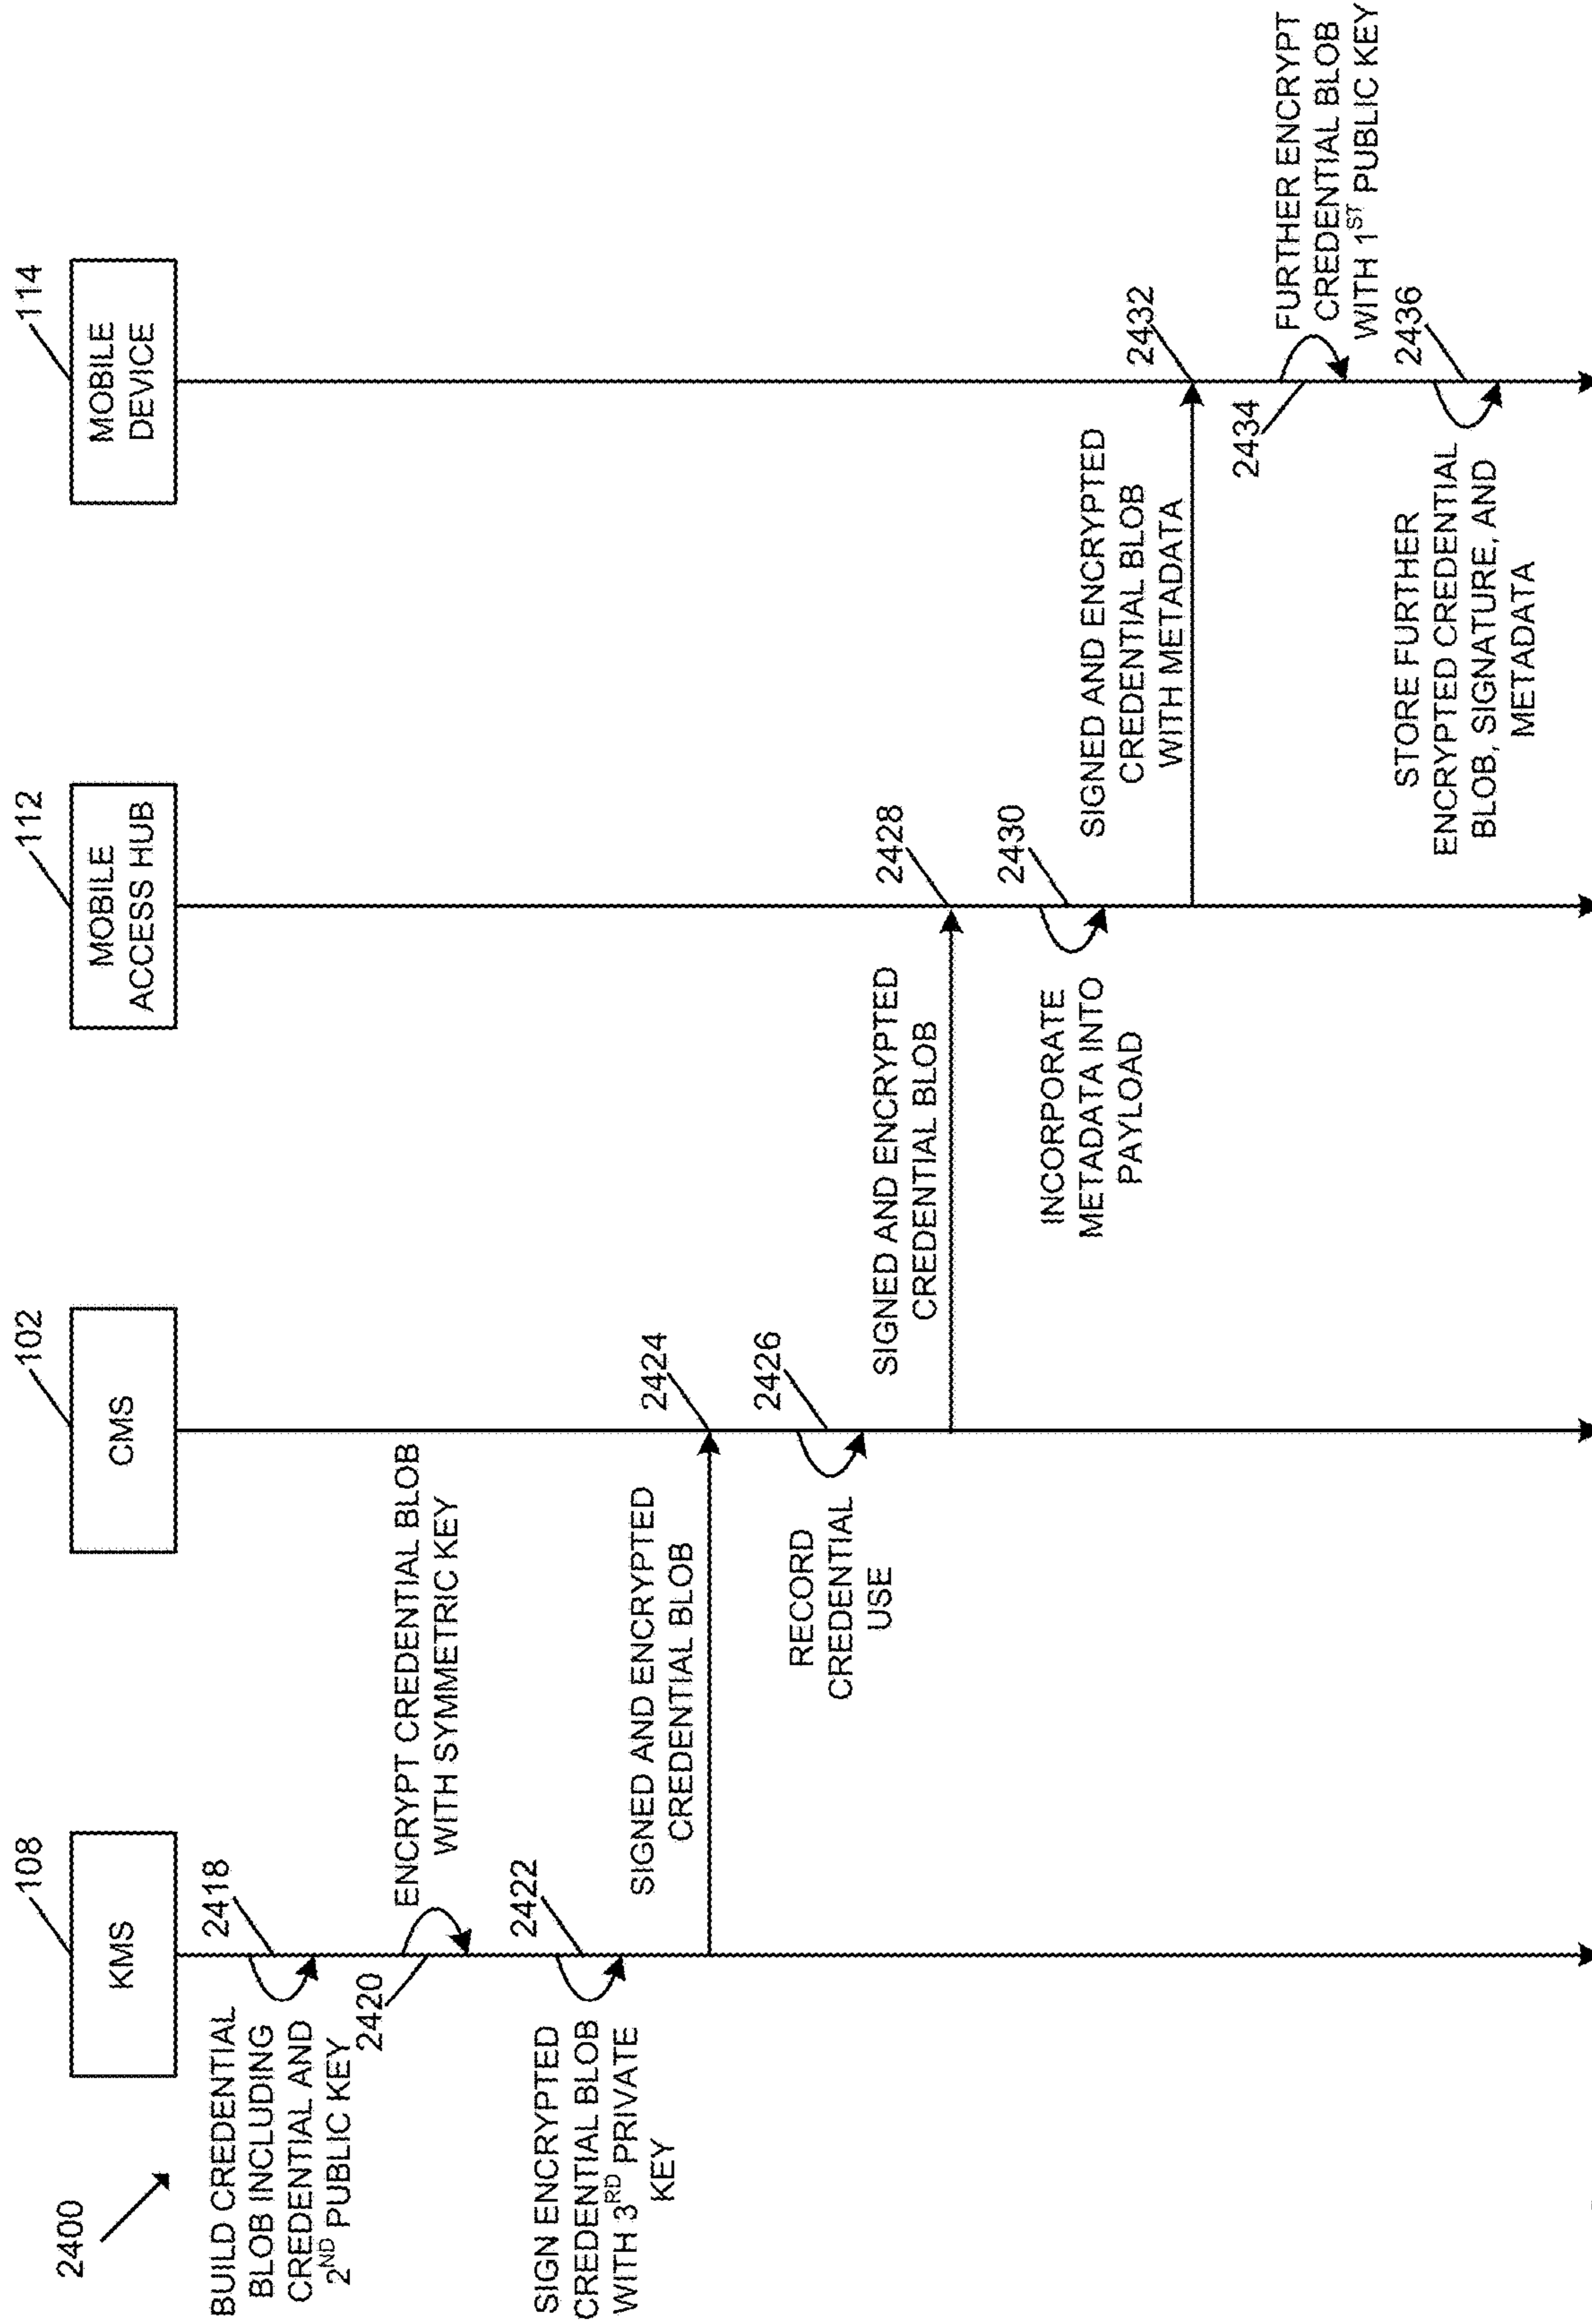 2400
108
KMS
102
CMS
112
MOBILE
ACCESS HUB
114
MOBILE
DEVICE
BUILD CREDENTIAL
BLOB INCLUDING
CREDENTIAL AND
2ND PUBLIC KEY
2418
2420
ENCRYPT CREDENTIAL BLOB
WITH SYMMETRIC KEY
SIGN ENCRYPTED
CREDENTIAL BLOB
WITH 3RD PRIVATE
KEY
2422
SIGNED AND ENCRYPTED
CREDENTIAL BLOB
2424
RECORD
CREDENTIAL
USE
2426
SIGNED AND ENCRYPTED
CREDENTIAL BLOB
2428
INCORPORATE
METADATA INTO
PAYLOAD
2430
SIGNED AND ENCRYPTED
CREDENTIAL BLOB
WITH METADATA
2432
2434
FURTHER ENCRYPT
CREDENTIAL BLOB
WITH 1ST PUBLIC KEY
STORE FURTHER
ENCRYPTED CREDENTIAL
BLOB, SIGNATURE, AND
METADATA
2436